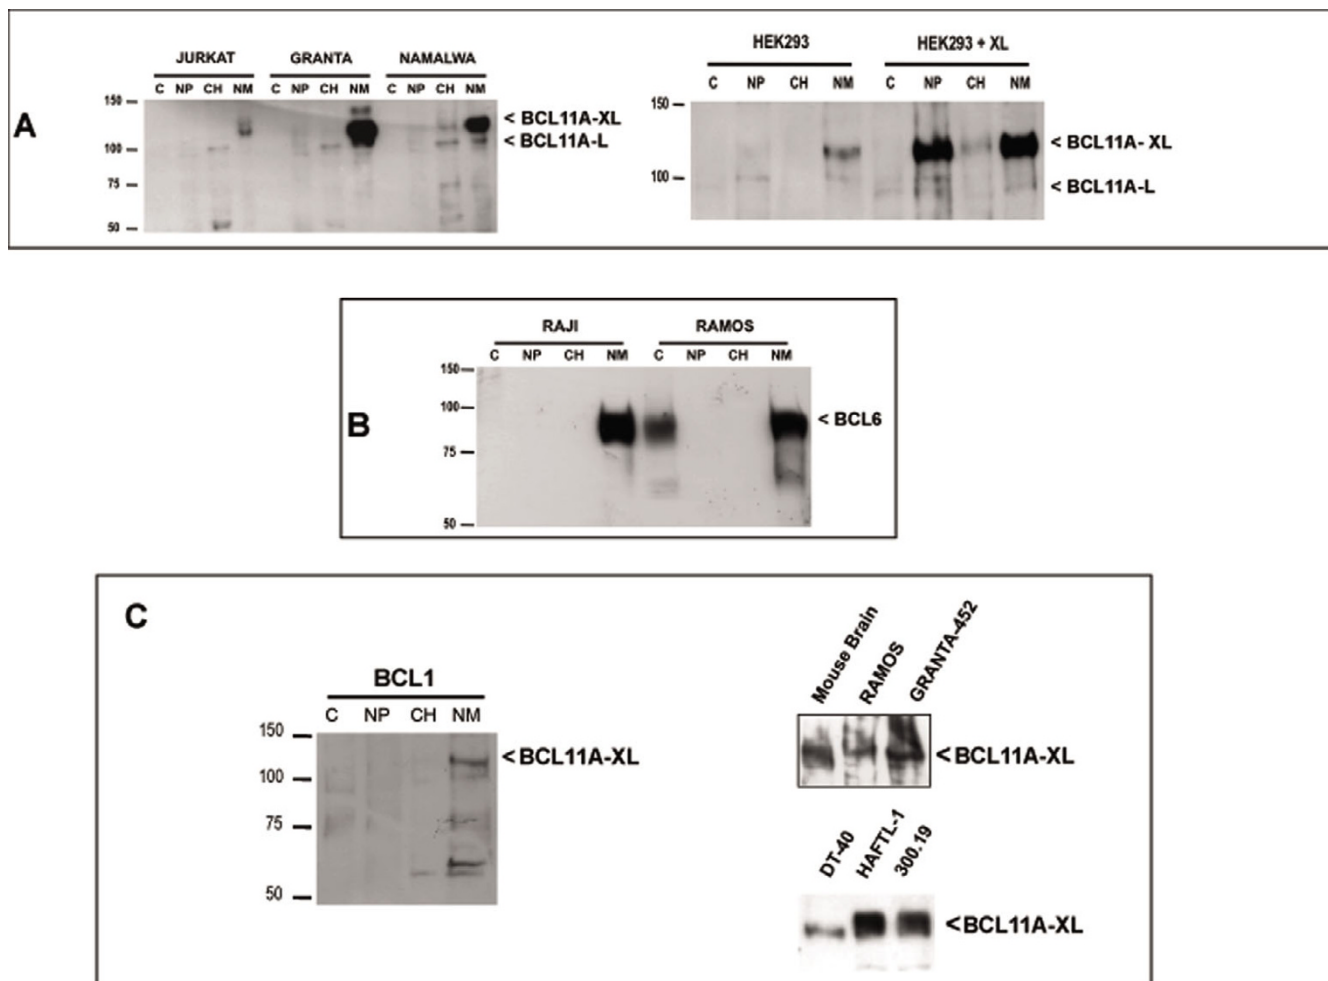 A
JURKAT GRANTA NAMALWA
C NP CH NM C NP CH NM C NP CH NM
150
100
75
50
< BCL11A-XL
< BCL11A-L
HEK293 HEK293 + XL
C NP CH NM C NP CH NM
150
100
< BCL11A- XL
< BCL11A-L
B
RAJI RAMOS
C NP CH NM C NP CH NM
150
100
75
50
< BCL6
C
BCL1
C NP CH NM
150
100
75
50
< BCL11A-XL
Mouse Brain
RAMOS
GRANTA-452
< BCL11A-XL
DT-40
HAFTL-1
300.19
< BCL11A-XL